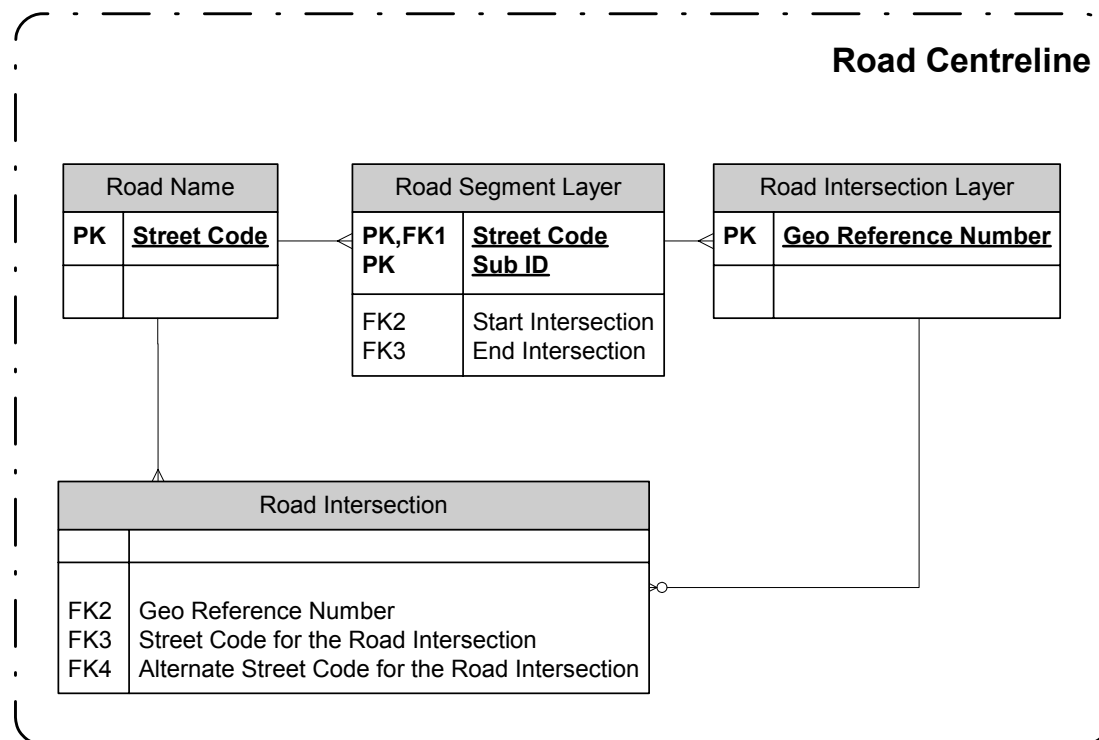 Road Centreline
Road Name
PK Street Code
Road Segment Layer
PK,FK1 Street Code
PK Sub ID
FK2 Start Intersection
FK3 End Intersection
Road Intersection Layer
PK Geo Reference Number
Road Intersection
FK2 Geo Reference Number
FK3 Street Code for the Road Intersection
FK4 Alternate Street Code for the Road Intersection